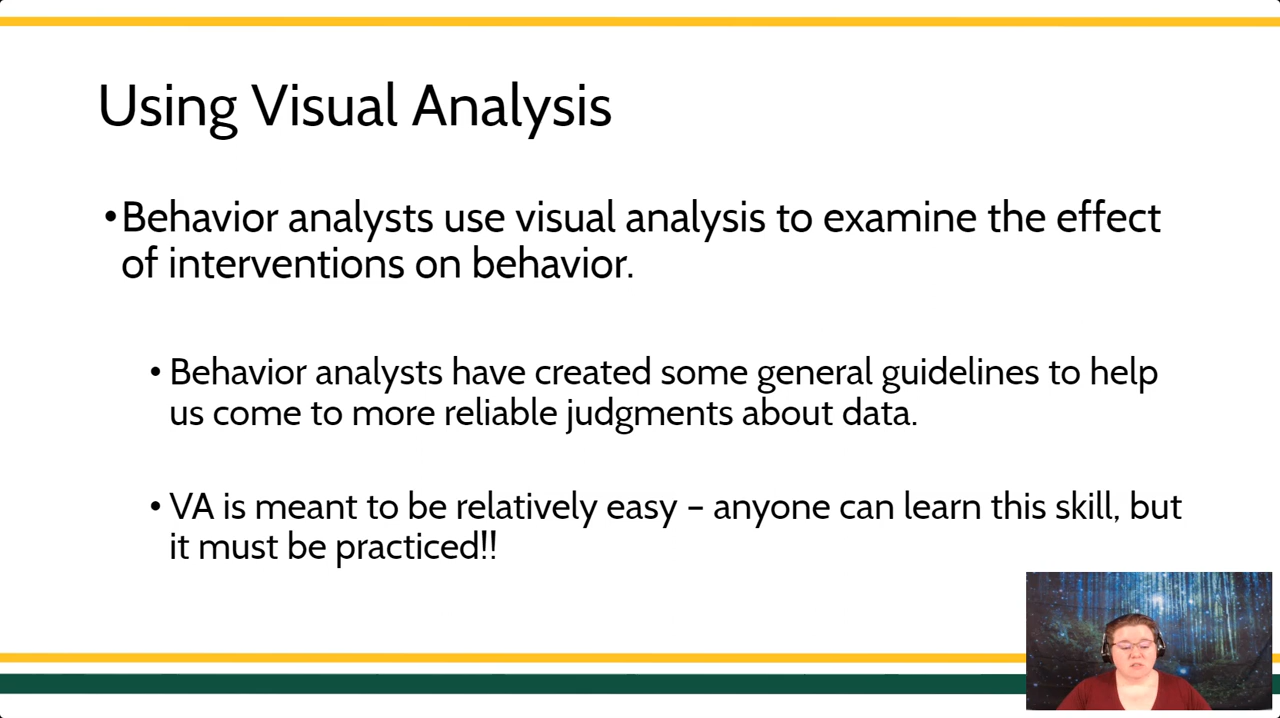 Using Visual Analysis
•Behavior analysts use visual analysis to examine the effect
of interventions on behavior.
• Behavior analysts have created some general guidelines to help
us come to more reliable judgments about data.
• VA is meant to be relatively easy – anyone can learn this skill, but
it must be practiced!!